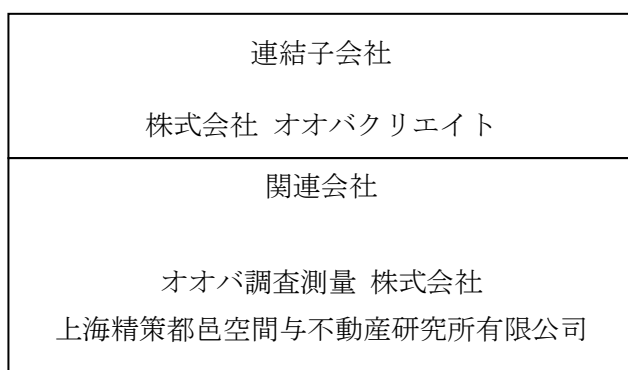 連結子会社
株式会社 オオバクリエイト
関連会社
オオバ調査測量 株式会社
上海精策都邑空間与不動産研究所有限公司